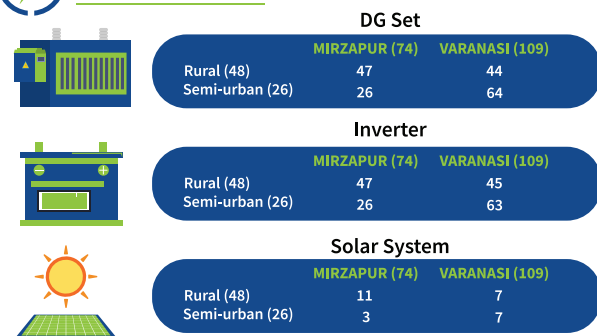 DG Set
MIRZAPUR (74) VARANASI (109)
Rural (48) 47 44
Semi-urban (26) 26 64
Inverter
MIRZAPUR (74) VARANASI (109)
Rural (48) 47 45
Semi-urban (26) 26 63
Solar System
MIRZAPUR (74) VARANASI (109)
Rural (48) 11 7
Semi-urban (26) 3 7